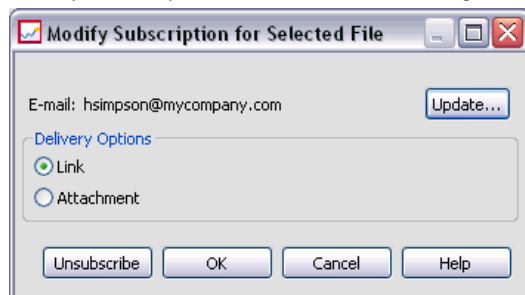 Modify Subscription for Selected File
E-mail: hsimpson@mycompany.com Update...
Delivery Options
Link
Attachment
Unsubscribe OK Cancel Help